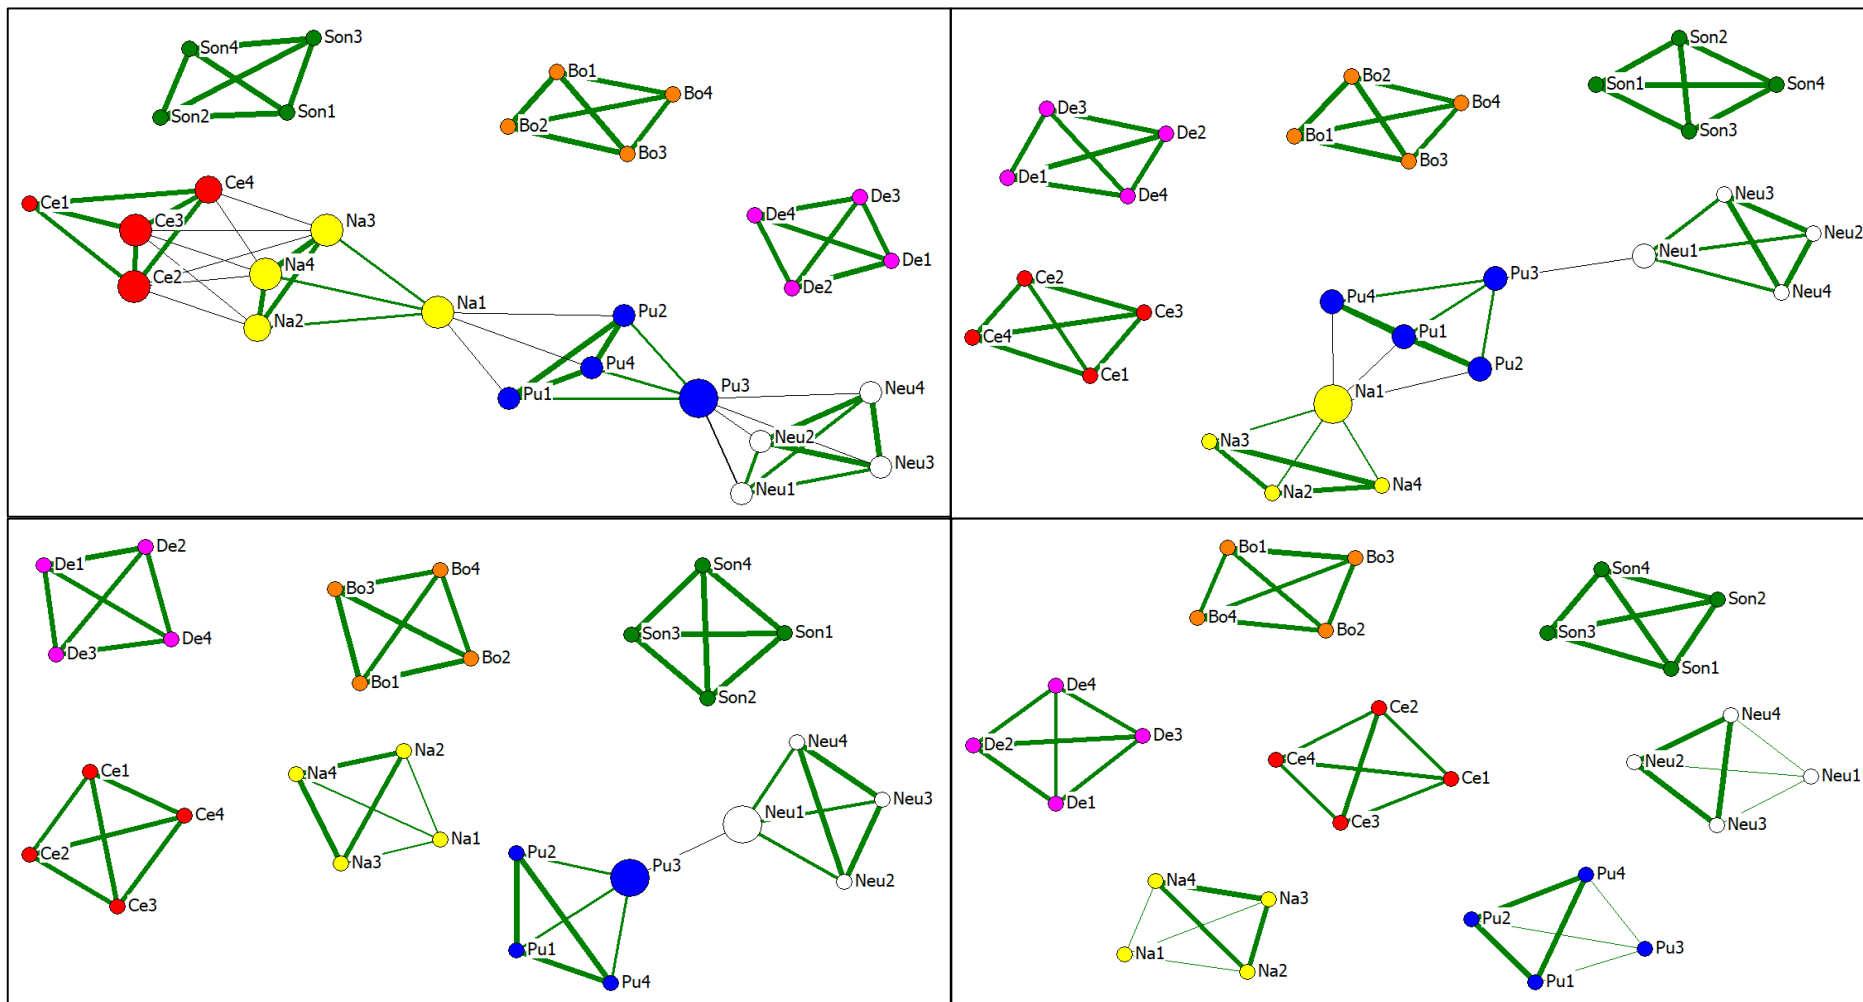 Son4
Son3
Son2
Son1
Bo1
Bo4
Bo2
Bo3
Ce4
Ce1
Ce3
Ce2
Na3
Na4
Na2
Na1
De3
De4
De1
De2
Pu2
Pu4
Pu1
Pu3
Neu4
Neu2
Neu3
Neu1
Son2
Son1
Son4
Son3
Bo2
Bo4
Bo1
Bo3
De3
De2
De1
De4
Neu3
Neu2
Neu1
Neu4
Ce2
Ce3
Ce4
Ce1
Pu3
Pu4
Pu1
Pu2
Na1
Na3
Na2
Na4
De2
De1
De4
De3
Bo4
Bo3
Bo2
Bo1
Son4
Son3
Son1
Son2
Ce1
Ce4
Ce2
Ce3
Na2
Na4
Na1
Na3
Neu4
Neu3
Neu1
Neu2
Pu2
Pu3
Pu1
Pu4
Bo1
Bo3
Bo4
Bo2
Son4
Son2
Son3
Son1
De4
De3
De2
De1
Ce2
Ce4
Ce1
Ce3
Neu4
Neu2
Neu1
Neu3
Na4
Na3
Na1
Na2
Pu4
Pu2
Pu3
Pu1